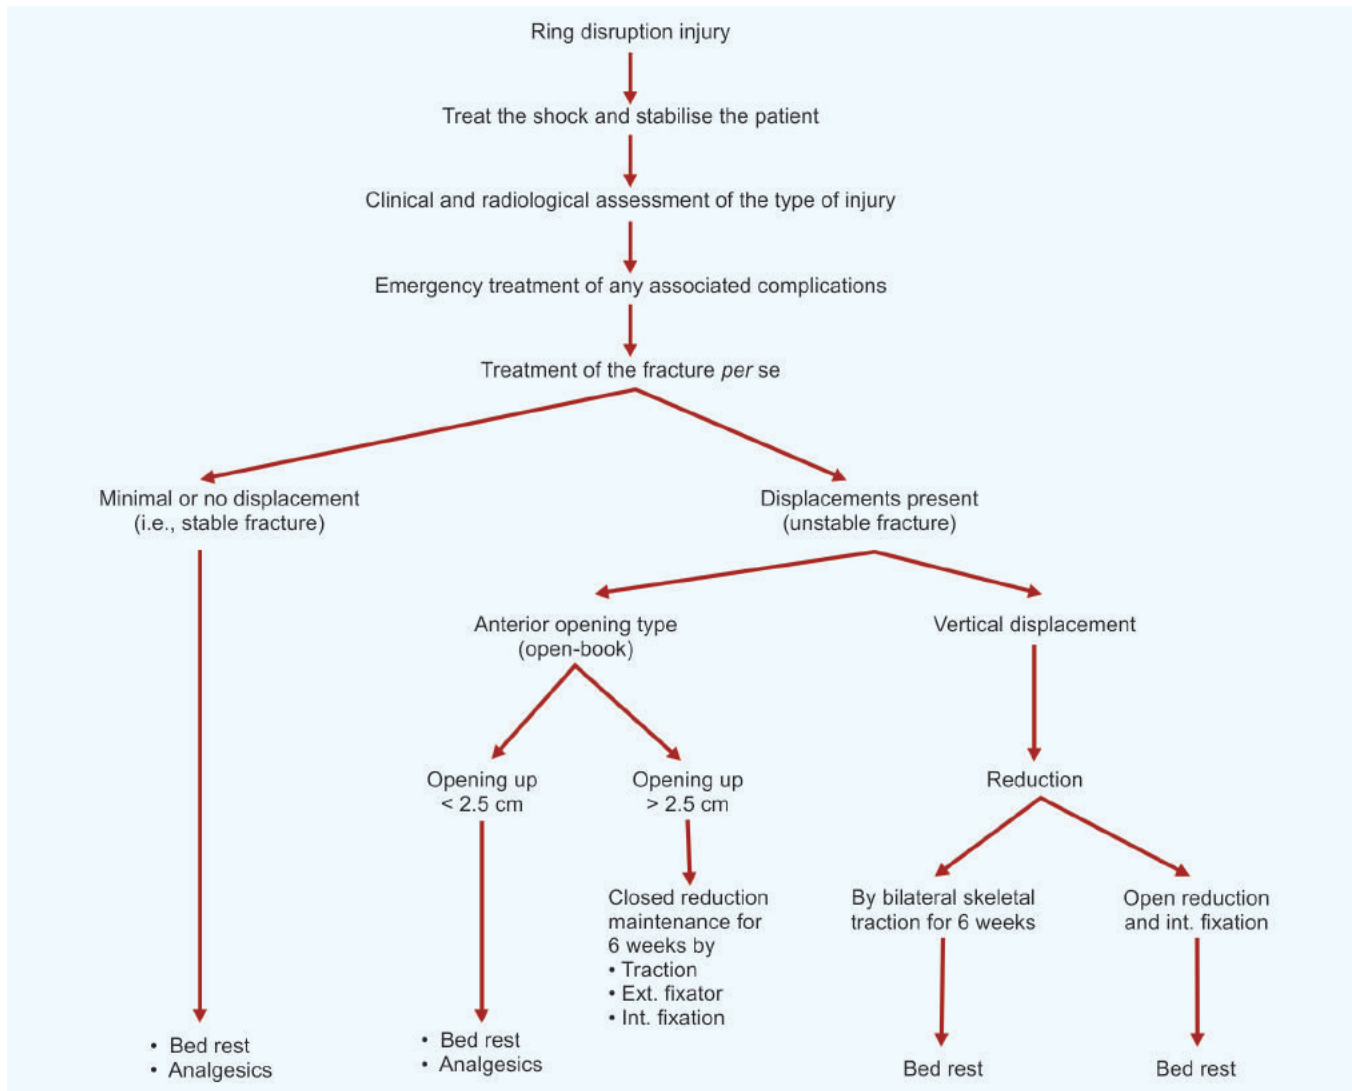 Ring disruption injury
Treat the shock and stabilise the patient
Clinical and radiological assessment of the type of injury
Emergency treatment of any associated complications
Treatment of the fracture per se
Minimal or no displacement
(i.e., stable fracture)
Displacements present
(unstable fracture)
Anterior opening type
(open-book)
Vertical displacement
Opening up
< 2.5 cm
Opening up
> 2.5 cm
Reduction
Closed reduction
maintenance for
6 weeks by
• Traction
• Ext. fixator
• Int. fixation
By bilateral skeletal
traction for 6 weeks
Open reduction
and int. fixation
• Bed rest
• Analgesics
• Bed rest
• Analgesics
Bed rest
Bed rest